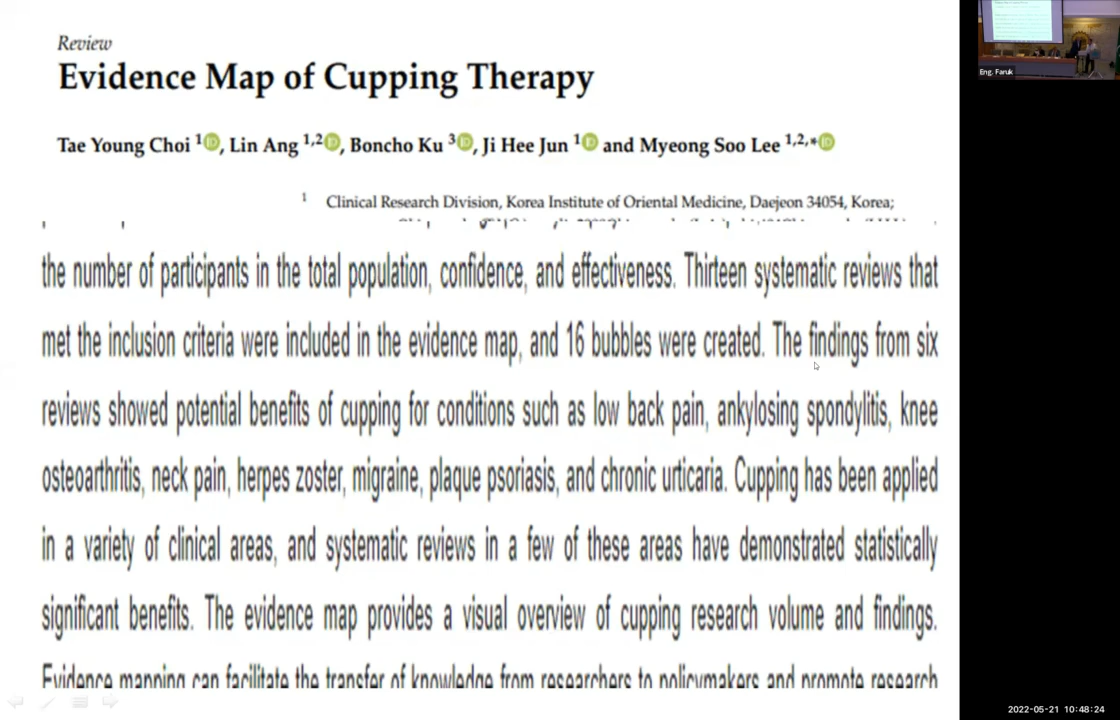 Review
Evidence Map of Cupping Therapy
Tae Young Choi 1, Lin Ang 1,2, Boncho Ku 3, Ji Hee Jun 1 and Myeong Soo Lee 1,2,*
1 Clinical Research Division, Korea Institute of Oriental Medicine, Daejeon 34054, Korea;
the number of participants in the total population, confidence, and effectiveness. Thirteen systematic reviews that
met the inclusion criteria were included in the evidence map, and 16 bubbles were created. The findings from six
reviews showed potential benefits of cupping for conditions such as low back pain, ankylosing spondylitis, knee
osteoarthritis, neck pain, herpes zoster, migraine, plaque psoriasis, and chronic urticaria. Cupping has been applied
in a variety of clinical areas, and systematic reviews in a few of these areas have demonstrated statistically
significant benefits. The evidence map provides a visual overview of cupping research volume and findings.
Evidence mapping can facilitate the transfer of knowledge from researchers to policymakers and promote research
Eng. Faruk
2022-05-21 10:48:24